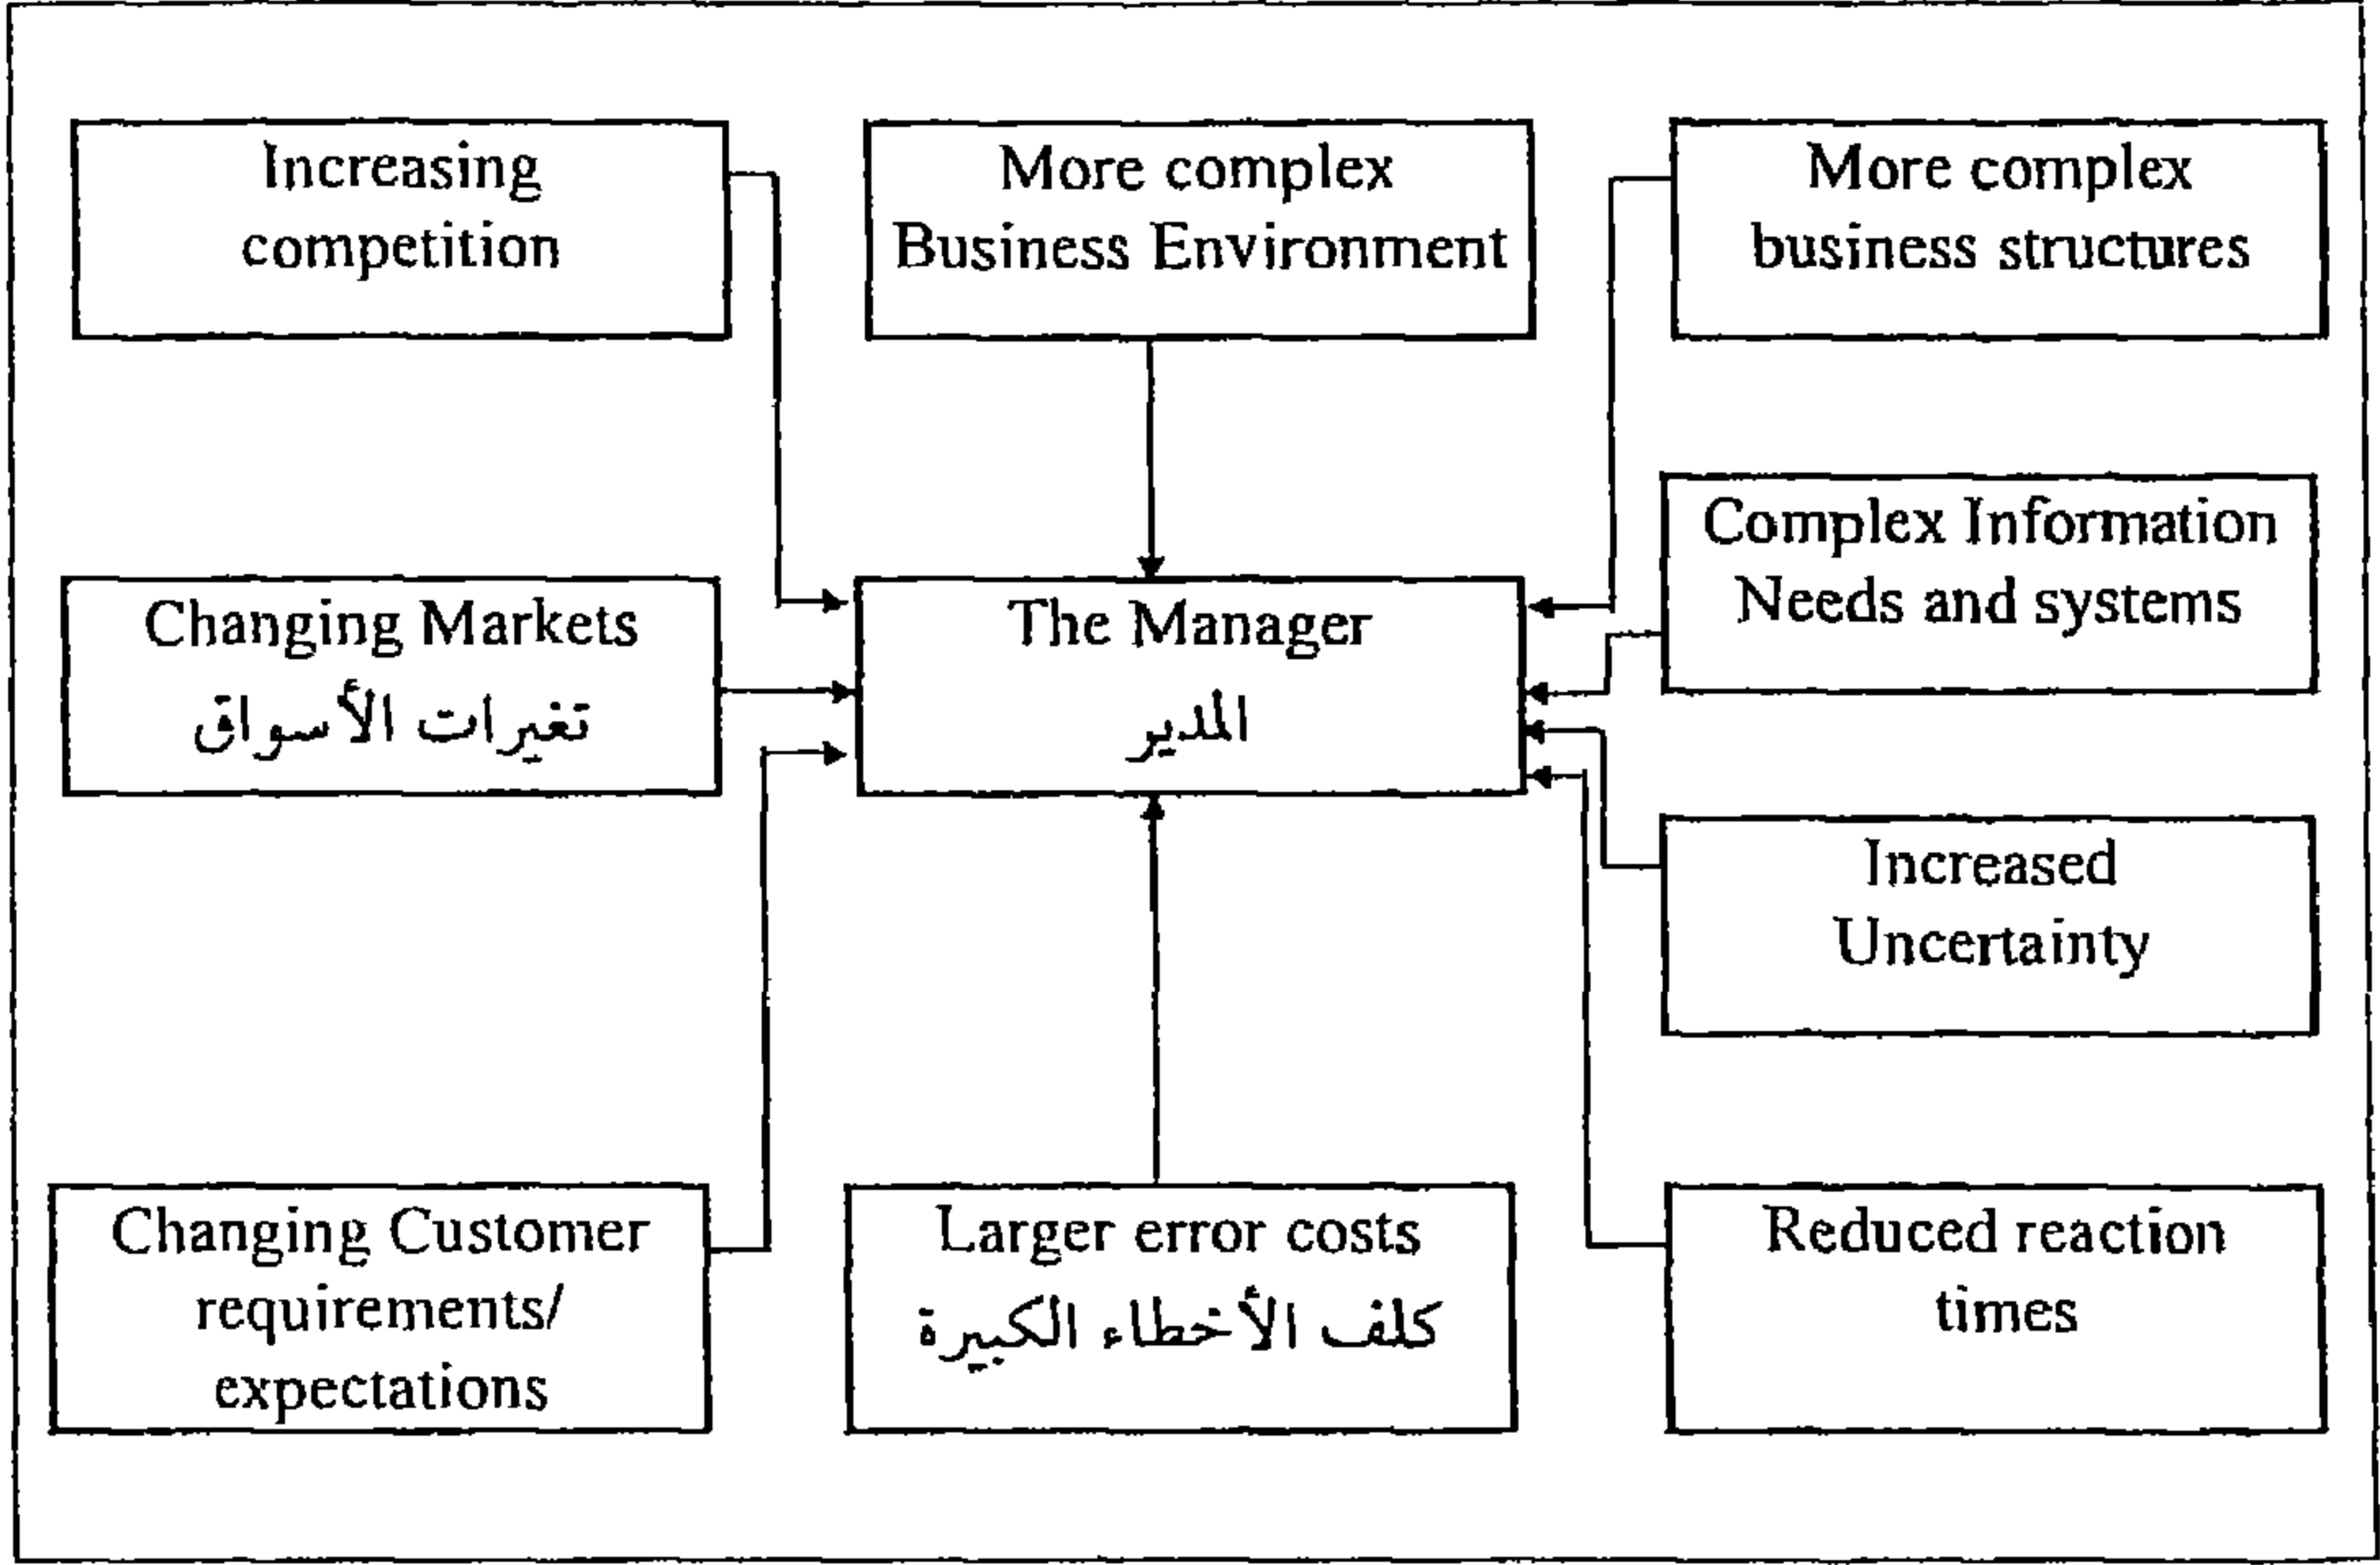 Increasing
competition
More complex
Business Environment
More complex
business structures
Complex Information
Needs and systems
Changing Markets
تغيرات الأسواق
The Manager
المدير
Increased
Uncertainty
Changing Customer
requirements/
expectations
Larger error costs
كلف الأخطاء الكبيرة
Reduced reaction
times